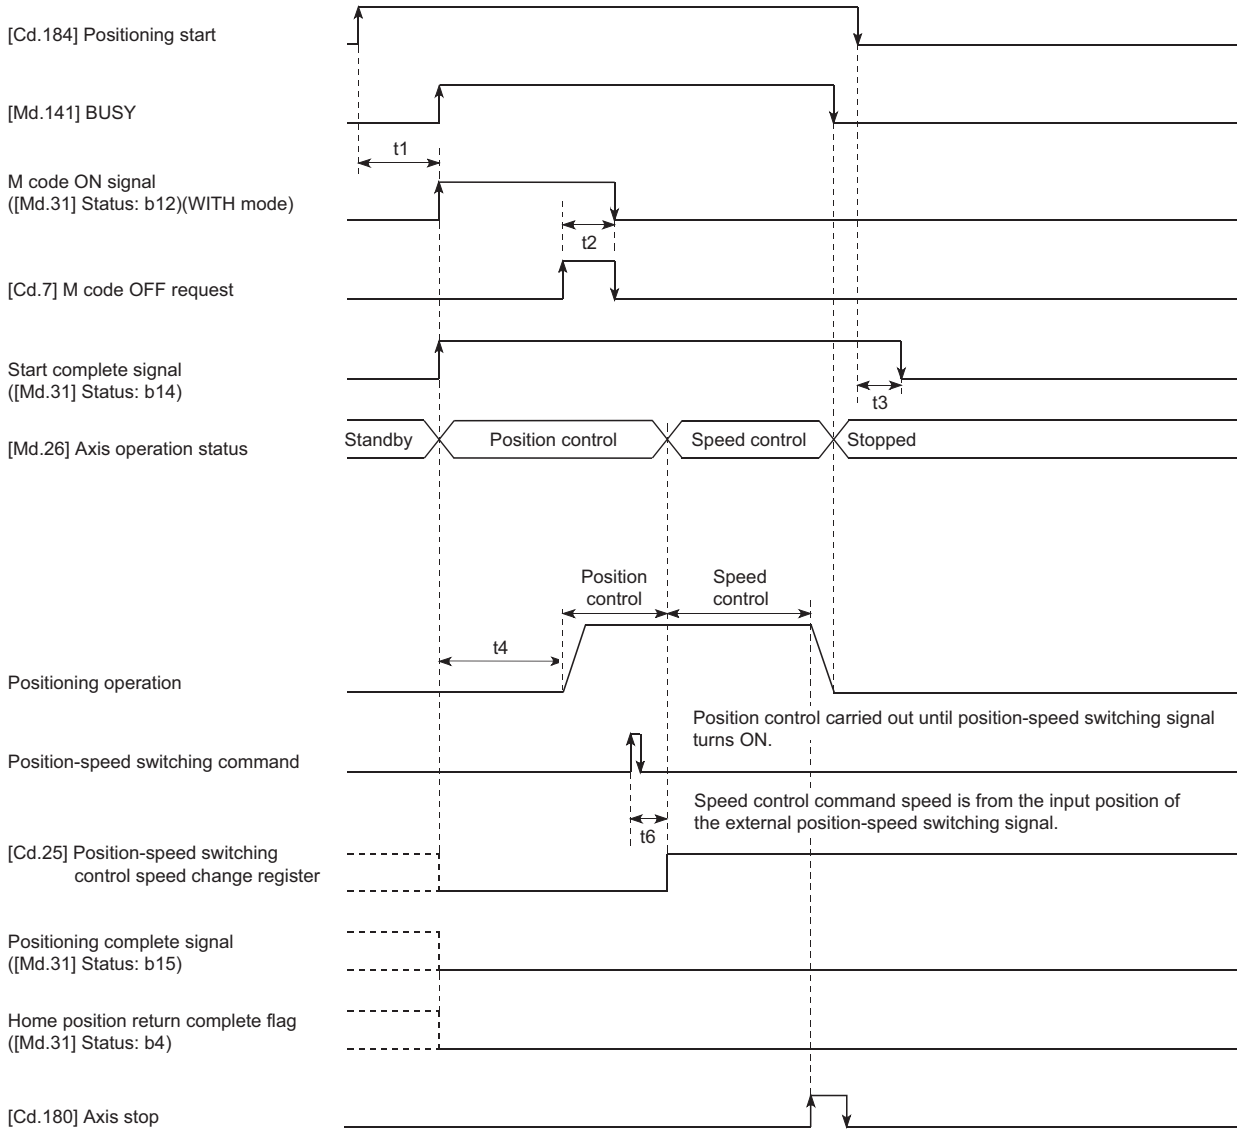 [Cd.184] Positioning start
[Md.141] BUSY
t1
M code ON signal
([Md.31] Status: b12)(WITH mode)
t2
[Cd.7] M code OFF request
Start complete signal
([Md.31] Status: b14)
t3
[Md.26] Axis operation status
Standby
Position control
Speed control
Stopped
Position
control
Speed
control
t4
Positioning operation
Position control carried out until position-speed switching signal
turns ON.
Position-speed switching command
Speed control command speed is from the input position of
the external position-speed switching signal.
t6
[Cd.25] Position-speed switching
control speed change register
Positioning complete signal
([Md.31] Status: b15)
Home position return complete flag
([Md.31] Status: b4)
[Cd.180] Axis stop